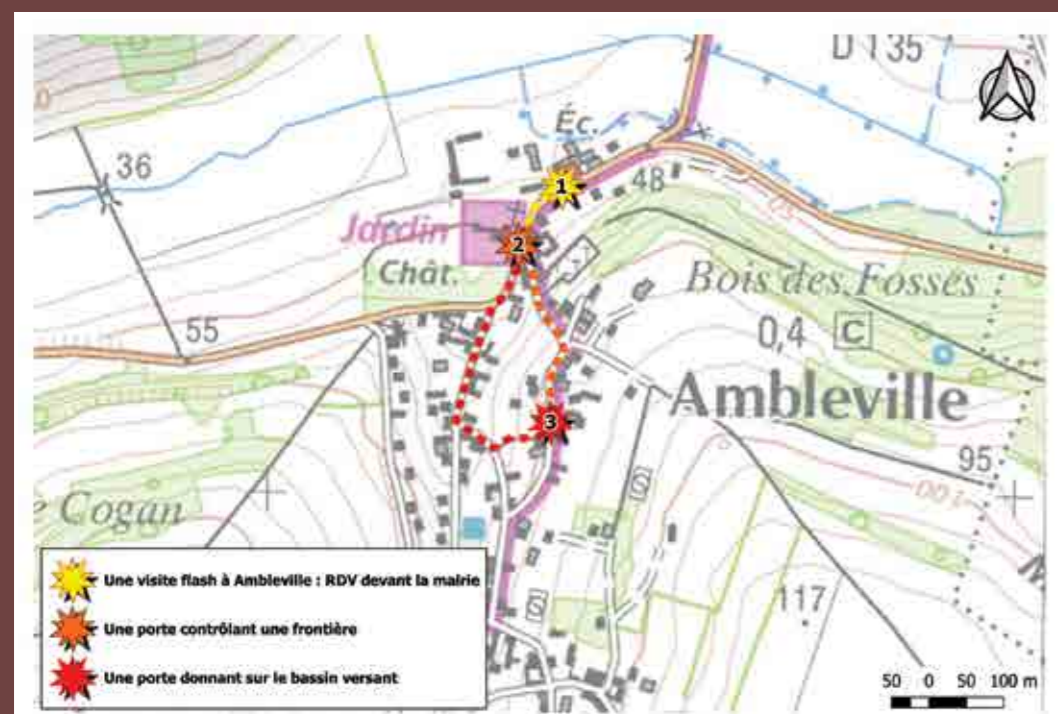 D 135
Éc.
36
1
48
Jardin
2
Chât.
Bois des Fossés
55
0,4 C
Ambleville
3
95
100
e Cogan
S
117
S
Une visite flash à Ambleville : RDV devant la mairie
Une porte contrôlant une frontière
Une porte donnant sur le bassin versant
50 0 50 100 m